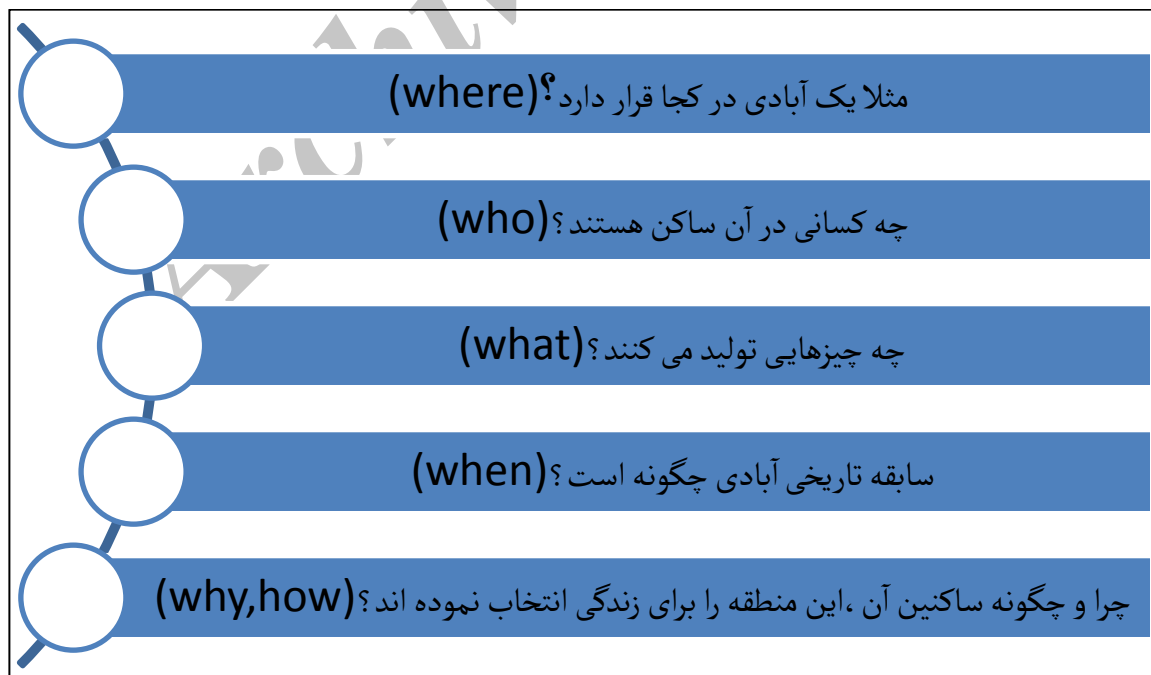 مثلا یک آبادی در کجا قرار دارد؟(where)
چه کسانی در آن ساکن هستند؟(who)
چه چیزهایی تولید می کنند؟(what)
سابقه تاریخی آبادی چگونه است؟(when)
چرا و چگونه ساکنین آن ،این منطقه را برای زندگی انتخاب نموده اند؟(why,how)